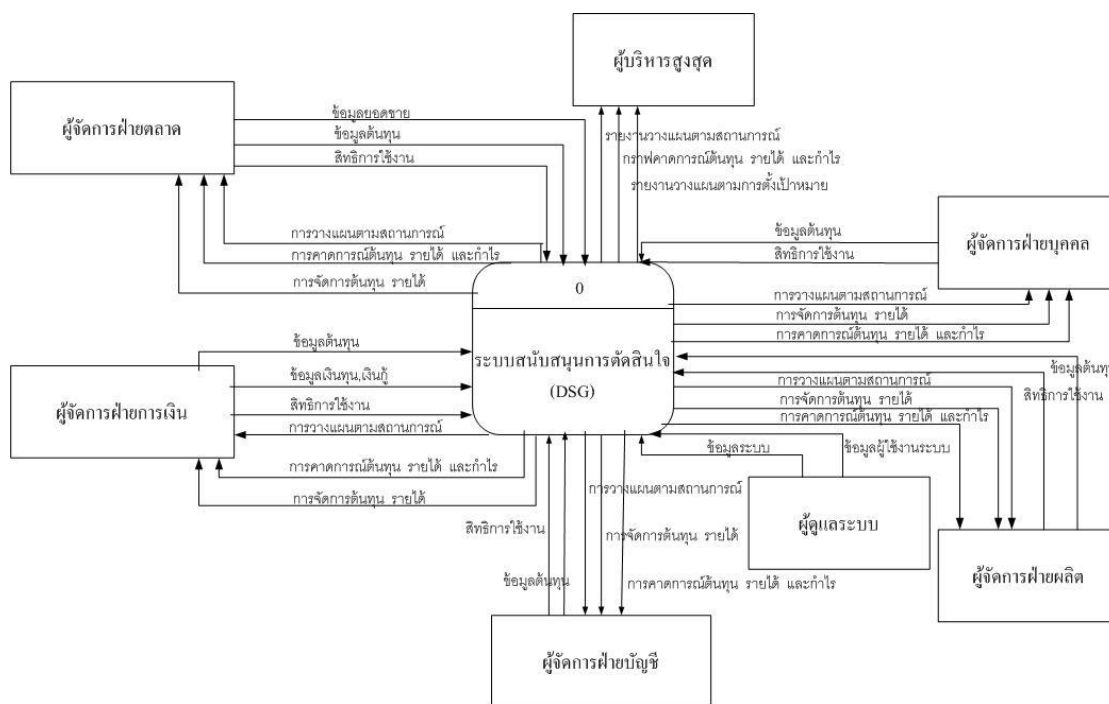 ผู้บริหารสูงสุด
ผู้จัดการฝ่ายตลาด
ข้อมูลยอดขาย
ข้อมูลต้นทุน
สิทธิการใช้งาน
รายงานวางแผนตามสถานการณ์
กราฟคาดการณ์ต้นทุน รายได้ และกำไร
รายงานวางแผนตามการตั้งเป้าหมาย
การวางแผนตามสถานการณ์
การคาดการณ์ต้นทุน รายได้ และกำไร
การจัดการต้นทุน รายได้
ข้อมูลต้นทุน
สิทธิการใช้งาน
ผู้จัดการฝ่ายบุคคล
0
ระบบสนับสนุนการตัดสินใจ
(DSG)
การวางแผนตามสถานการณ์
การจัดการต้นทุน รายได้
การคาดการณ์ต้นทุน รายได้ และกำไร
ข้อมูลต้นทุน
ข้อมูลเงินทุน,เงินกู้
สิทธิการใช้งาน
การวางแผนตามสถานการณ์
การคาดการณ์ต้นทุน รายได้ และกำไร
การจัดการต้นทุน รายได้
ผู้จัดการฝ่ายการเงิน
ข้อมูลต้นทุน
สิทธิการใช้งาน
การวางแผนตามสถานการณ์
การจัดการต้นทุน รายได้
การคาดการณ์ต้นทุน รายได้ และกำไร
ข้อมูลระบบ
ข้อมูลผู้ใช้งานระบบ
ผู้ดูแลระบบ
ผู้จัดการฝ่ายผลิต
สิทธิการใช้งาน
ข้อมูลต้นทุน
การวางแผนตามสถานการณ์
การจัดการต้นทุน รายได้
การคาดการณ์ต้นทุน รายได้ และกำไร
ผู้จัดการฝ่ายบัญชี